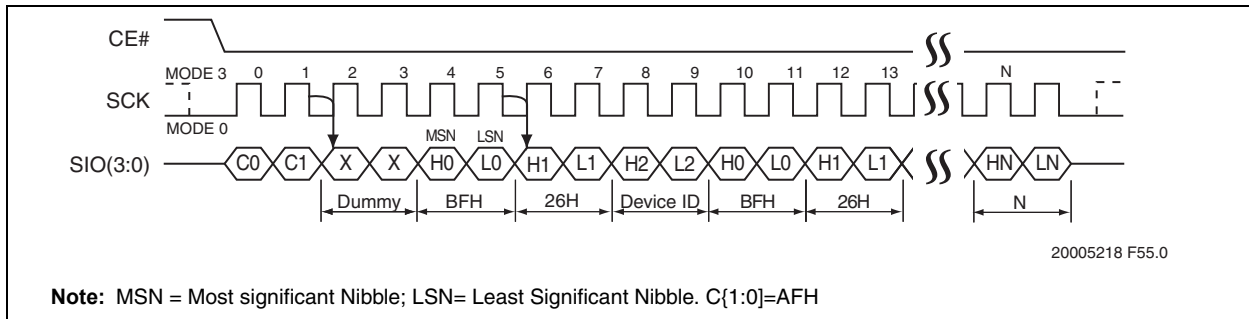 CE#
MODE 3 0 1 2 3 4 5 6 7 8 9 10 11 12 13 N
SCK
MODE 0
MSN LSN
SIO(3:0) C0 C1 X X H0 L0 H1 L1 H2 L2 H0 L0 H1 L1 HN LN
Dummy BFH 26H Device ID BFH 26H N
20005218 F55.0
Note: MSN = Most significant Nibble; LSN= Least Significant Nibble. C{1:0]=AFH